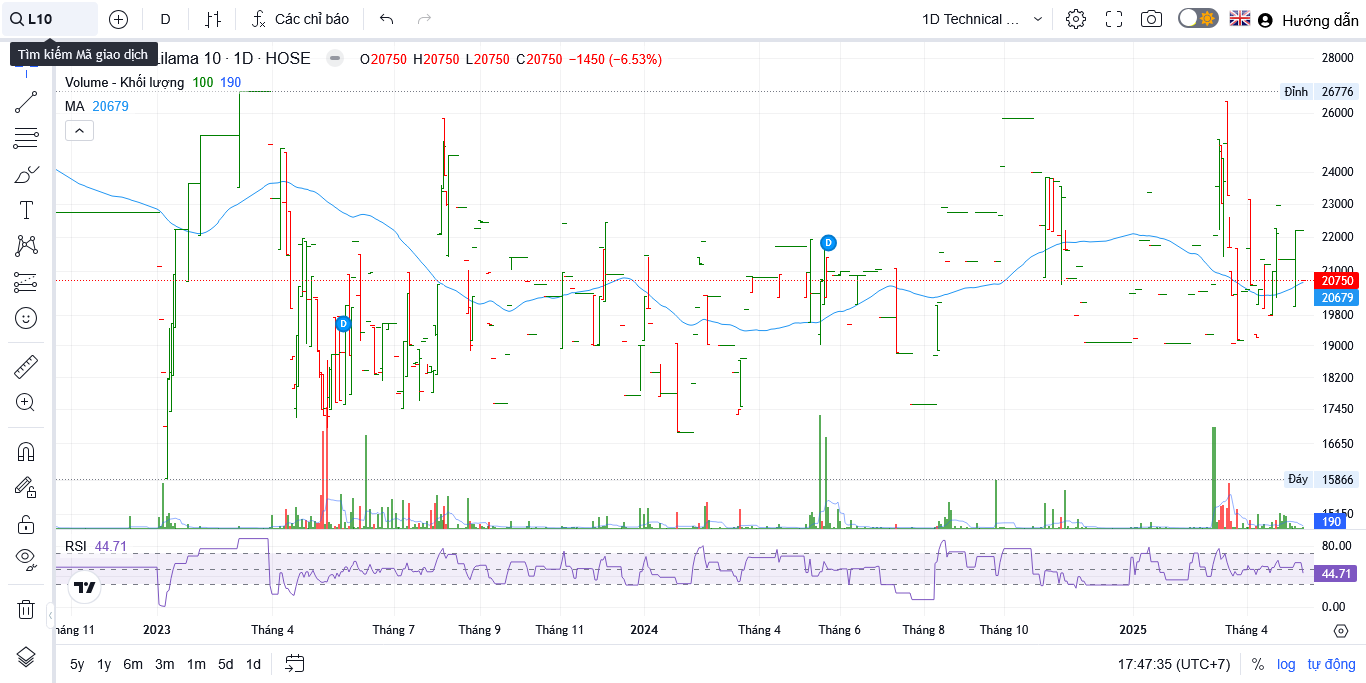 L10 D Các chỉ báo 1D Technical ... Hướng dẫn
Tìm kiếm Mã giao dịch
Lilama 10 · 1D · HOSE O20750 H20750 L20750 C20750 −1450 (−6.53%)
Volume - Khối lượng 100 190
MA 20679
28000
Đỉnh 26776
26000
24000
23000
22000
21000
D
20750
20679
D
19800
19000
18200
17450
16650
Đáy 15866
15150
190
RSI 44.71
80.00
44.71
0.00
háng 11 2023 Tháng 4 Tháng 7 Tháng 9 Tháng 11 2024 Tháng 4 Tháng 6 Tháng 8 Tháng 10 2025 Tháng 4
5y 1y 6m 3m 1m 5d 1d 17:47:35 (UTC+7) % log tự động